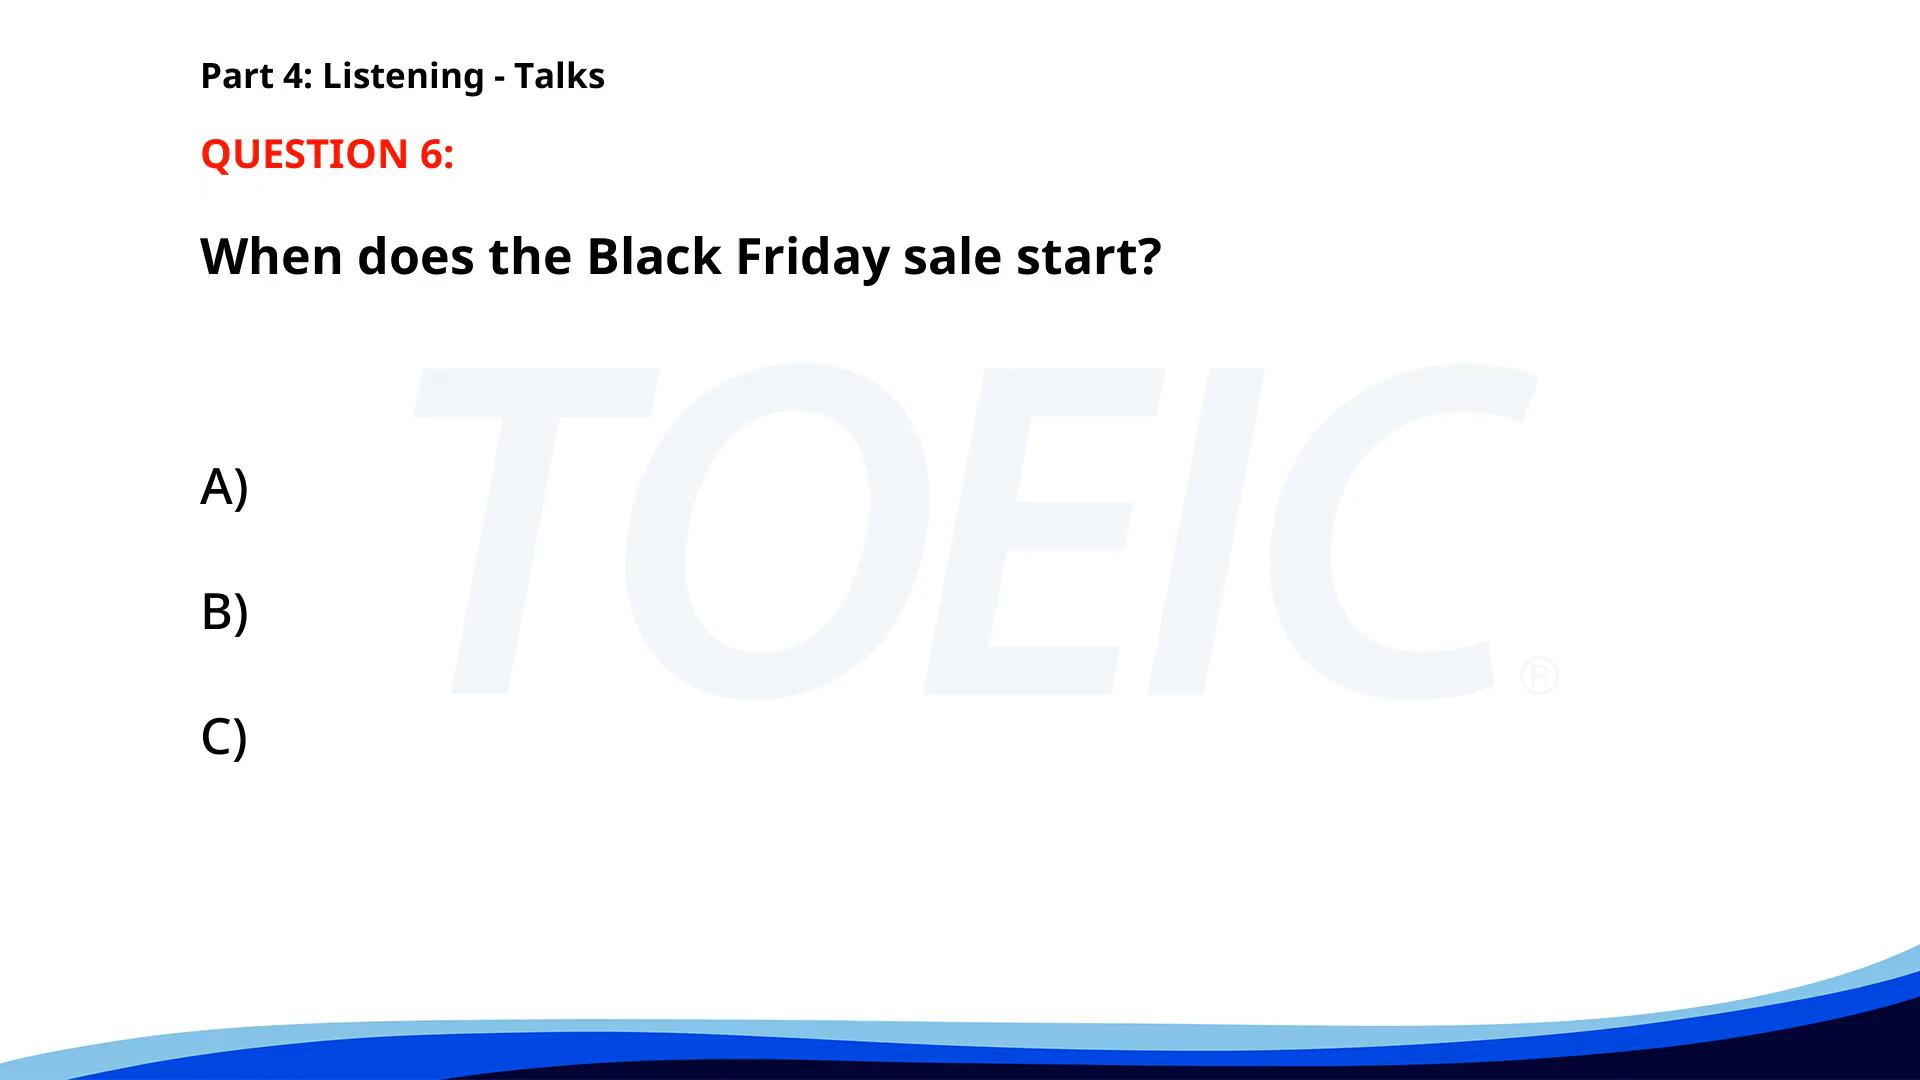 Part 4: Listening - Talks
QUESTION 6:
When does the Black Friday sale start?
TOEIC®
A)
B)
C)